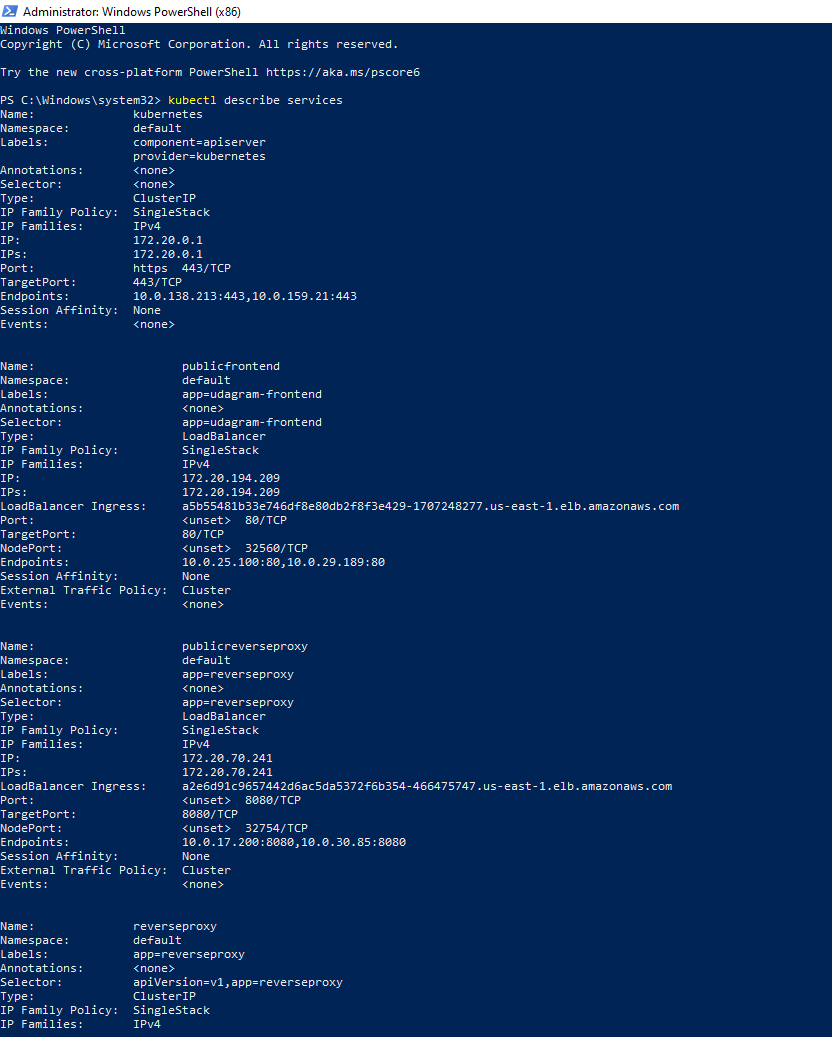 Administrator: Windows PowerShell (x86)
Windows PowerShell
Copyright (C) Microsoft Corporation. All rights reserved.
Try the new cross-platform PowerShell https://aka.ms/pscore6
PS C:\Windows\system32> kubectl describe services
Name:              kubernetes
Namespace:         default
Labels:            component=apiserver
                   provider=kubernetes
Annotations:       <none>
Selector:          <none>
Type:              ClusterIP
IP Family Policy:  SingleStack
IP Families:       IPv4
IP:                172.20.0.1
IPs:               172.20.0.1
Port:              https  443/TCP
TargetPort:        443/TCP
Endpoints:         10.0.138.213:443,10.0.159.21:443
Session Affinity:  None
Events:            <none>
Name:                     publicfrontend
Namespace:                default
Labels:                   app=udagram-frontend
Annotations:              <none>
Selector:                 app=udagram-frontend
Type:                     LoadBalancer
IP Family Policy:         SingleStack
IP Families:              IPv4
IP:                       172.20.194.209
IPs:                      172.20.194.209
LoadBalancer Ingress:     a5b55481b33e746df8e80db2f8f3e429-1707248277.us-east-1.elb.amazonaws.com
Port:                     <unset>  80/TCP
TargetPort:               80/TCP
NodePort:                 <unset>  32560/TCP
Endpoints:                10.0.25.100:80,10.0.29.189:80
Session Affinity:         None
External Traffic Policy:  Cluster
Events:                   <none>
Name:                     publicreverseproxy
Namespace:                default
Labels:                   app=reverseproxy
Annotations:              <none>
Selector:                 app=reverseproxy
Type:                     LoadBalancer
IP Family Policy:         SingleStack
IP Families:              IPv4
IP:                       172.20.70.241
IPs:                      172.20.70.241
LoadBalancer Ingress:     a2e6d91c9657442d6ac5da5372f6b354-466475747.us-east-1.elb.amazonaws.com
Port:                     <unset>  8080/TCP
TargetPort:               8080/TCP
NodePort:                 <unset>  32754/TCP
Endpoints:                10.0.17.200:8080,10.0.30.85:8080
Session Affinity:         None
External Traffic Policy:  Cluster
Events:                   <none>
Name:              reverseproxy
Namespace:         default
Labels:            app=reverseproxy
Annotations:       <none>
Selector:          apiVersion=v1,app=reverseproxy
Type:              ClusterIP
IP Family Policy:  SingleStack
IP Families:       IPv4